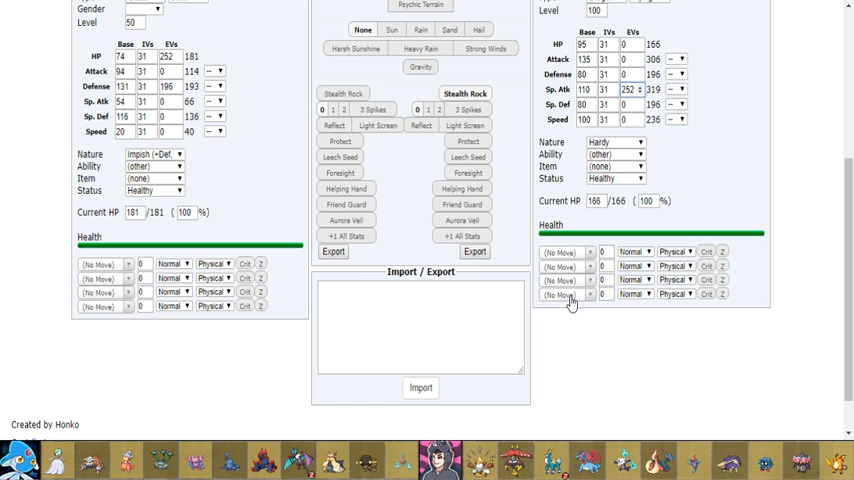 Gender
Level 50
Base IVs EVs
HP 74 31 252 181
Attack 94 31 0 114 --
Defense 131 31 196 193 --
Sp. Atk 54 31 0 66 --
Sp. Def 116 31 0 136 --
Speed 20 31 0 40 --
Nature Impish (+Def,
Ability (other)
Item (none)
Status Healthy
Current HP 181 /181 ( 100 %)
Health
(No Move) 0 Normal Physical Crit Z
(No Move) 0 Normal Physical Crit Z
(No Move) 0 Normal Physical Crit Z
(No Move) 0 Normal Physical Crit Z
Psychic Terrain
None Sun Rain Sand Hail
Harsh Sunshine Heavy Rain Strong Winds
Gravity
Stealth Rock Stealth Rock
0 1 2 3 Spikes 0 1 2 3 Spikes
Reflect Light Screen Reflect Light Screen
Protect Protect
Leech Seed Leech Seed
Foresight Foresight
Helping Hand Helping Hand
Friend Guard Friend Guard
Aurora Veil Aurora Veil
+1 All Stats +1 All Stats
Export Export
Import / Export
Import
Level 100
Base IVs EVs
HP 95 31 0 166
Attack 135 31 0 306 --
Defense 80 31 0 196 --
Sp. Atk 110 31 252 319 --
Sp. Def 80 31 0 196 --
Speed 100 31 0 236 --
Nature Hardy
Ability (other)
Item (none)
Status Healthy
Current HP 166 /166 ( 100 %)
Health
(No Move) 0 Normal Physical Crit Z
(No Move) 0 Normal Physical Crit Z
(No Move) 0 Normal Physical Crit Z
(No Move) 0 Normal Physical Crit Z
Created by Honko